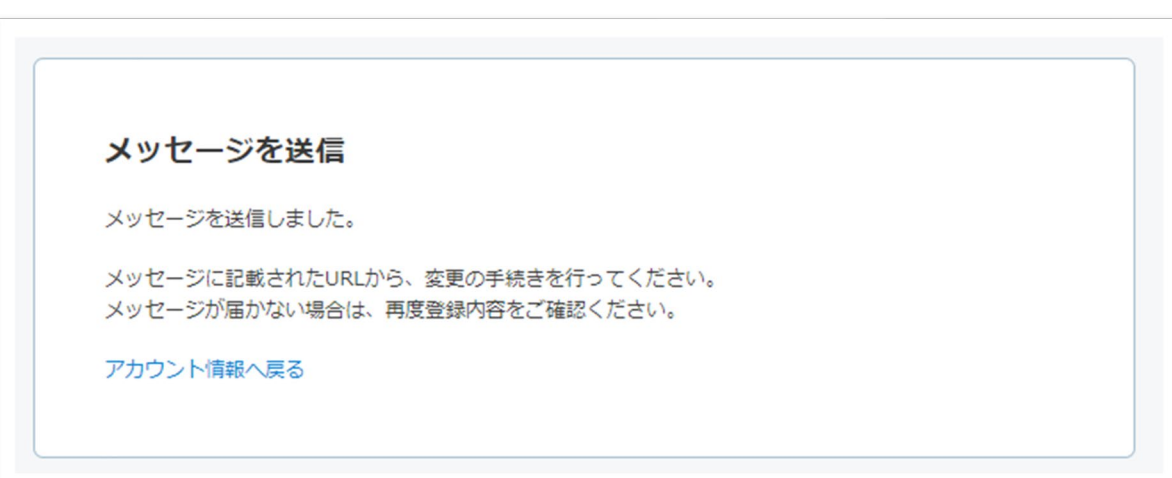 メッセージを送信
メッセージを送信しました。
メッセージに記載されたURLから、変更の手続きを行ってください。
メッセージが届かない場合は、再度登録内容をご確認ください。
アカウント情報へ戻る